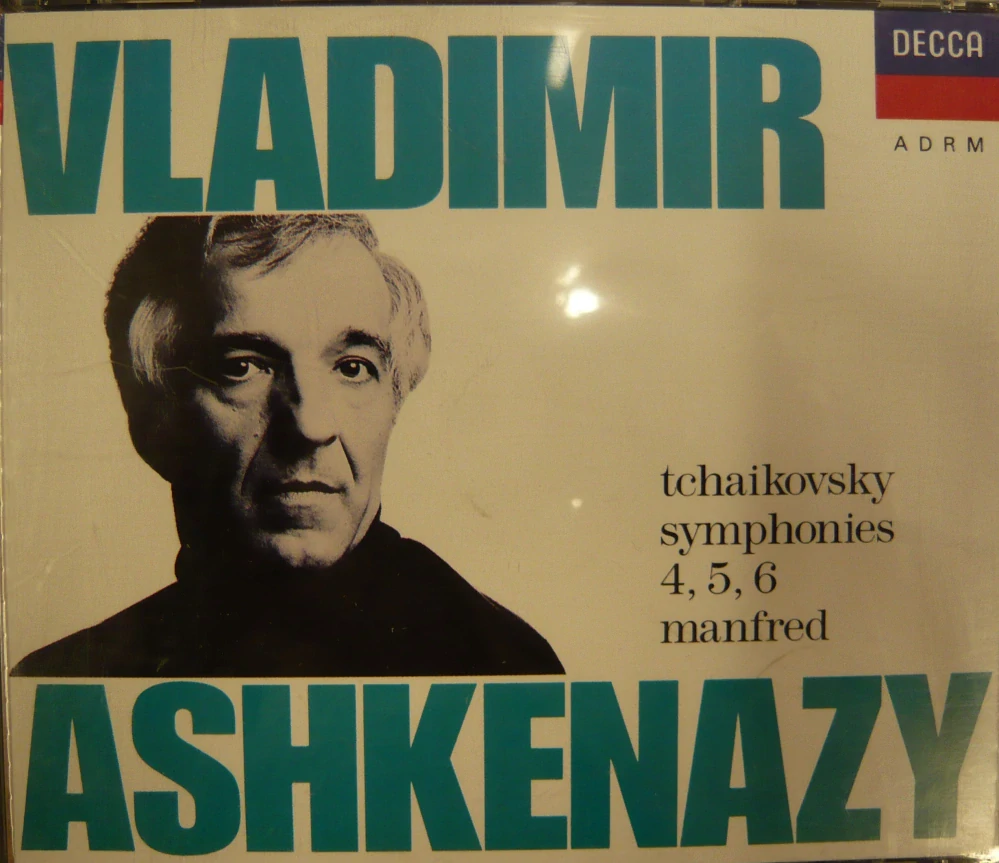 VLADIMIR
DECCA
ADRM
tchaikovsky
symphonies
4, 5, 6
manfred
ASHKENAZY